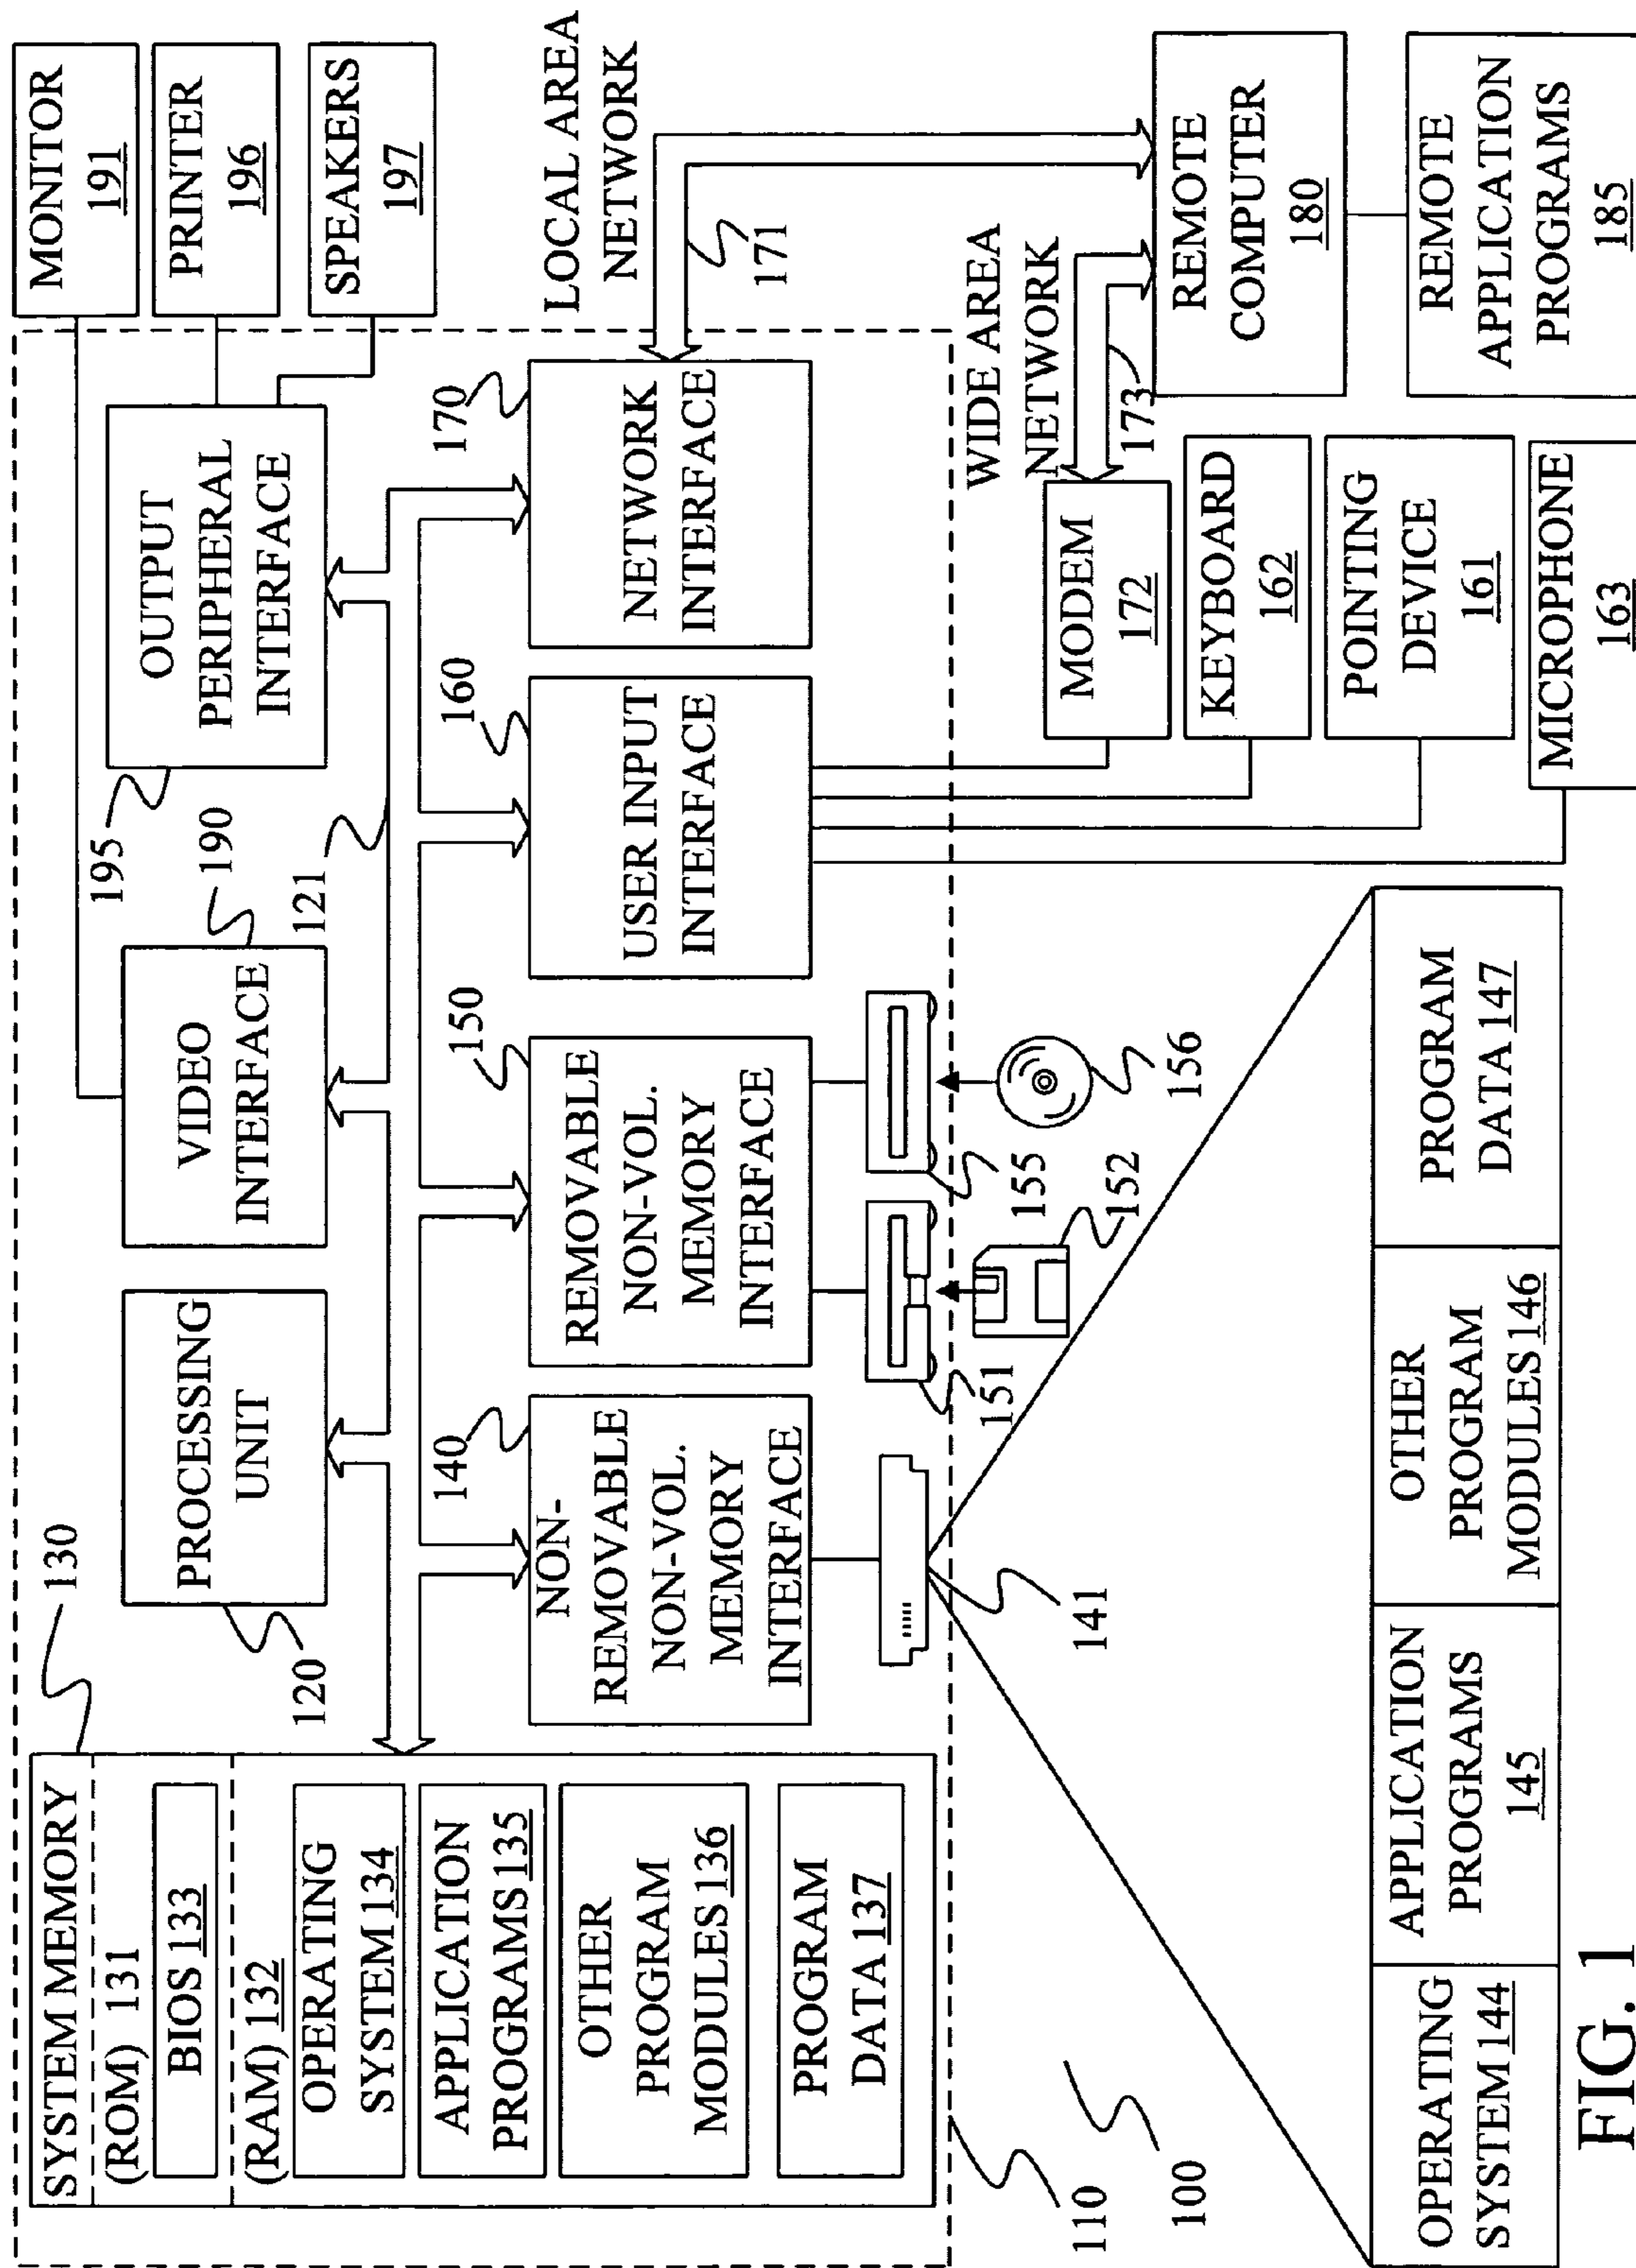 SYSTEM MEMORY
(ROM) 131
BIOS 133
(RAM) 132
OPERATING
SYSTEM 134
APPLICATION
PROGRAMS 135
OTHER
PROGRAM
MODULES 136
PROGRAM
DATA 137
130
PROCESSING
UNIT
120
VIDEO
INTERFACE
190
121
OUTPUT
PERIPHERAL
INTERFACE
195
MONITOR
191
PRINTER
196
SPEAKERS
197
NON-
REMOVABLE
NON-VOL.
MEMORY
INTERFACE
140
REMOVABLE
NON-VOL.
MEMORY
INTERFACE
150
USER INPUT
INTERFACE
160
NETWORK
INTERFACE
170
LOCAL AREA
NETWORK
171
141
151
152
155
156
WIDE AREA
NETWORK
173
MODEM
172
KEYBOARD
162
POINTING
DEVICE
161
MICROPHONE
163
REMOTE
COMPUTER
180
REMOTE
APPLICATION
PROGRAMS
185
110
100
OPERATING
SYSTEM 144
APPLICATION
PROGRAMS
145
OTHER
PROGRAM
MODULES 146
PROGRAM
DATA 147
FIG. 1